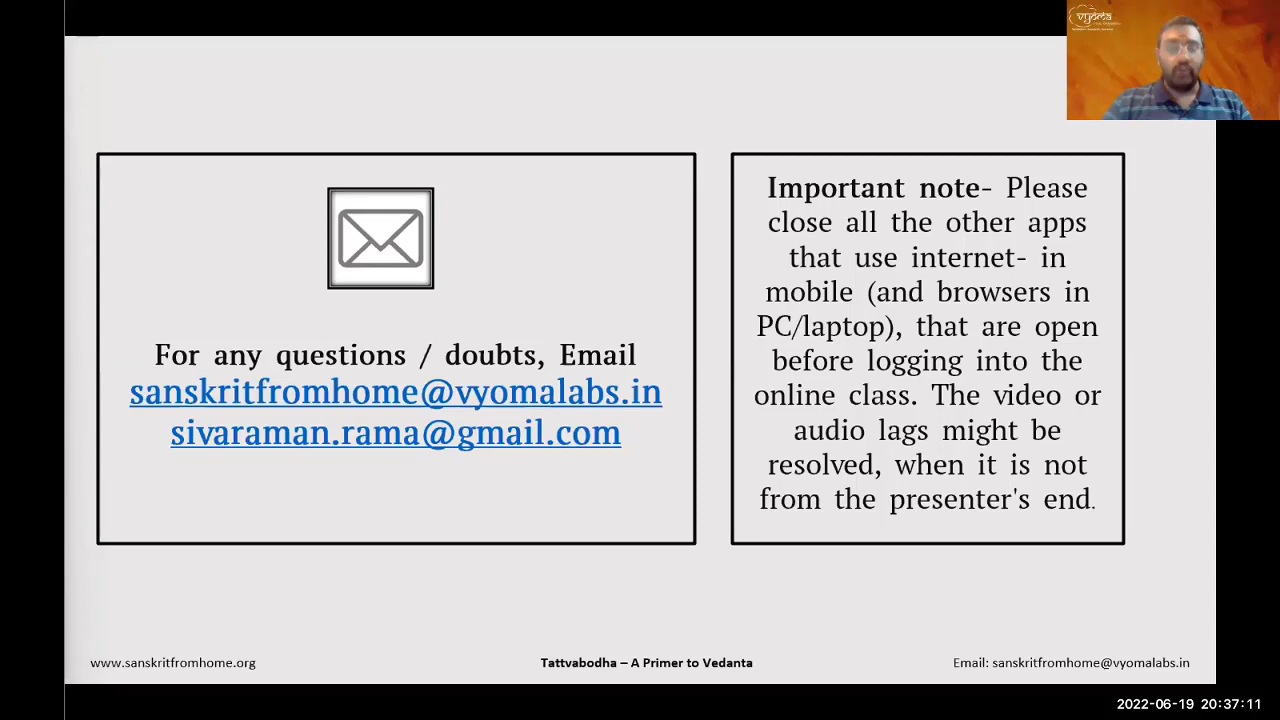 vyoma
For any questions / doubts, Email
sanskritfromhome@vyomalabs.in
sivaraman.rama@gmail.com
Important note- Please
close all the other apps
that use internet- in
mobile (and browsers in
PC/laptop), that are open
before logging into the
online class. The video or
audio lags might be
resolved, when it is not
from the presenter's end.
www.sanskritfromhome.org
Tattvabodha – A Primer to Vedanta
Email: sanskritfromhome@vyomalabs.in
2022-06-19 20:37:11